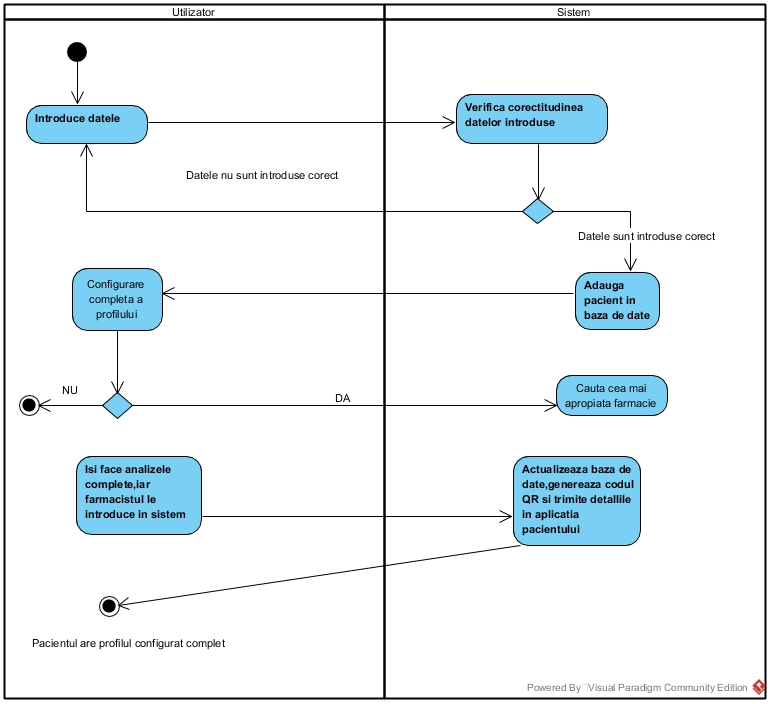 Utilizator
Sistem
Introduce datele
Verifica corectitudinea
datelor introduse
Datele nu sunt introduse corect
Datele sunt introduse corect
Configurare
completa a
profilului
Adauga
pacient in
baza de date
NU
DA
Cauta cea mai
apropiata farmacie
Isi face analizele
complete,iar
farmacistul le
introduce in sistem
Actualizeaza baza de
date,genereaza codul
QR si trimite detallile
in aplicatia
pacientului
Pacientul are profilul configurat complet
Powered By Visual Paradigm Community Edition